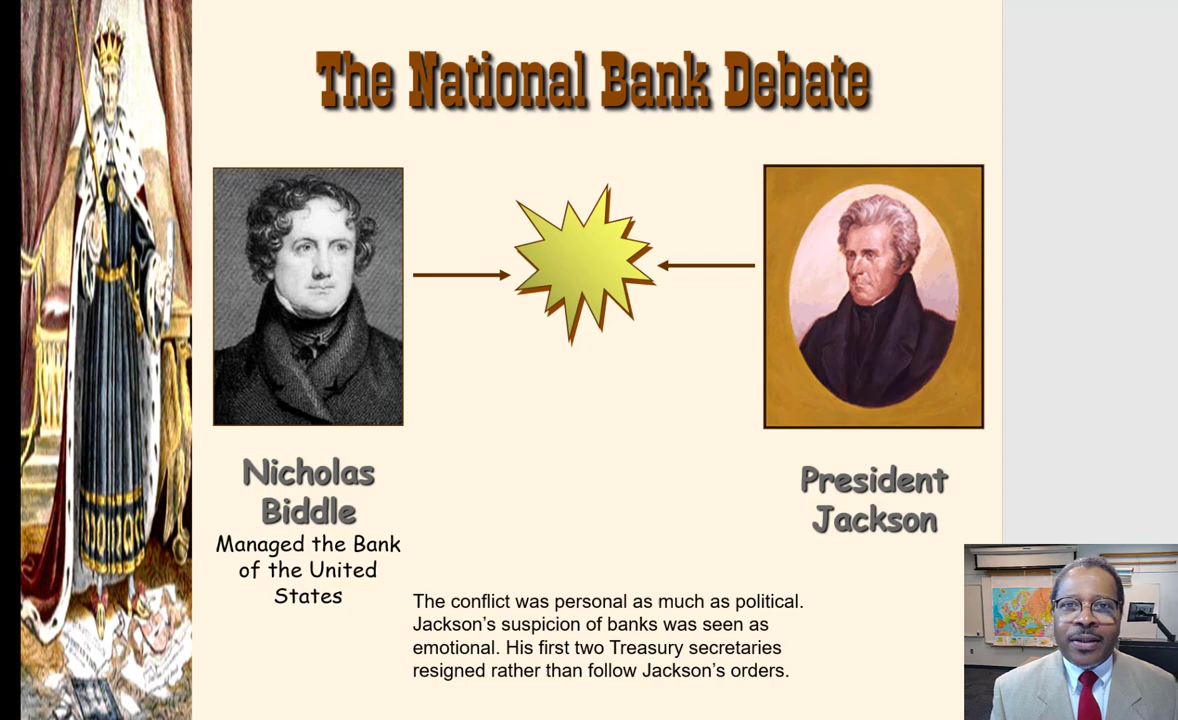 The National Bank Debate
Nicholas
Biddle
Managed the Bank
of the United
States
President
Jackson
The conflict was personal as much as political.
Jackson’s suspicion of banks was seen as
emotional. His first two Treasury secretaries
resigned rather than follow Jackson’s orders.